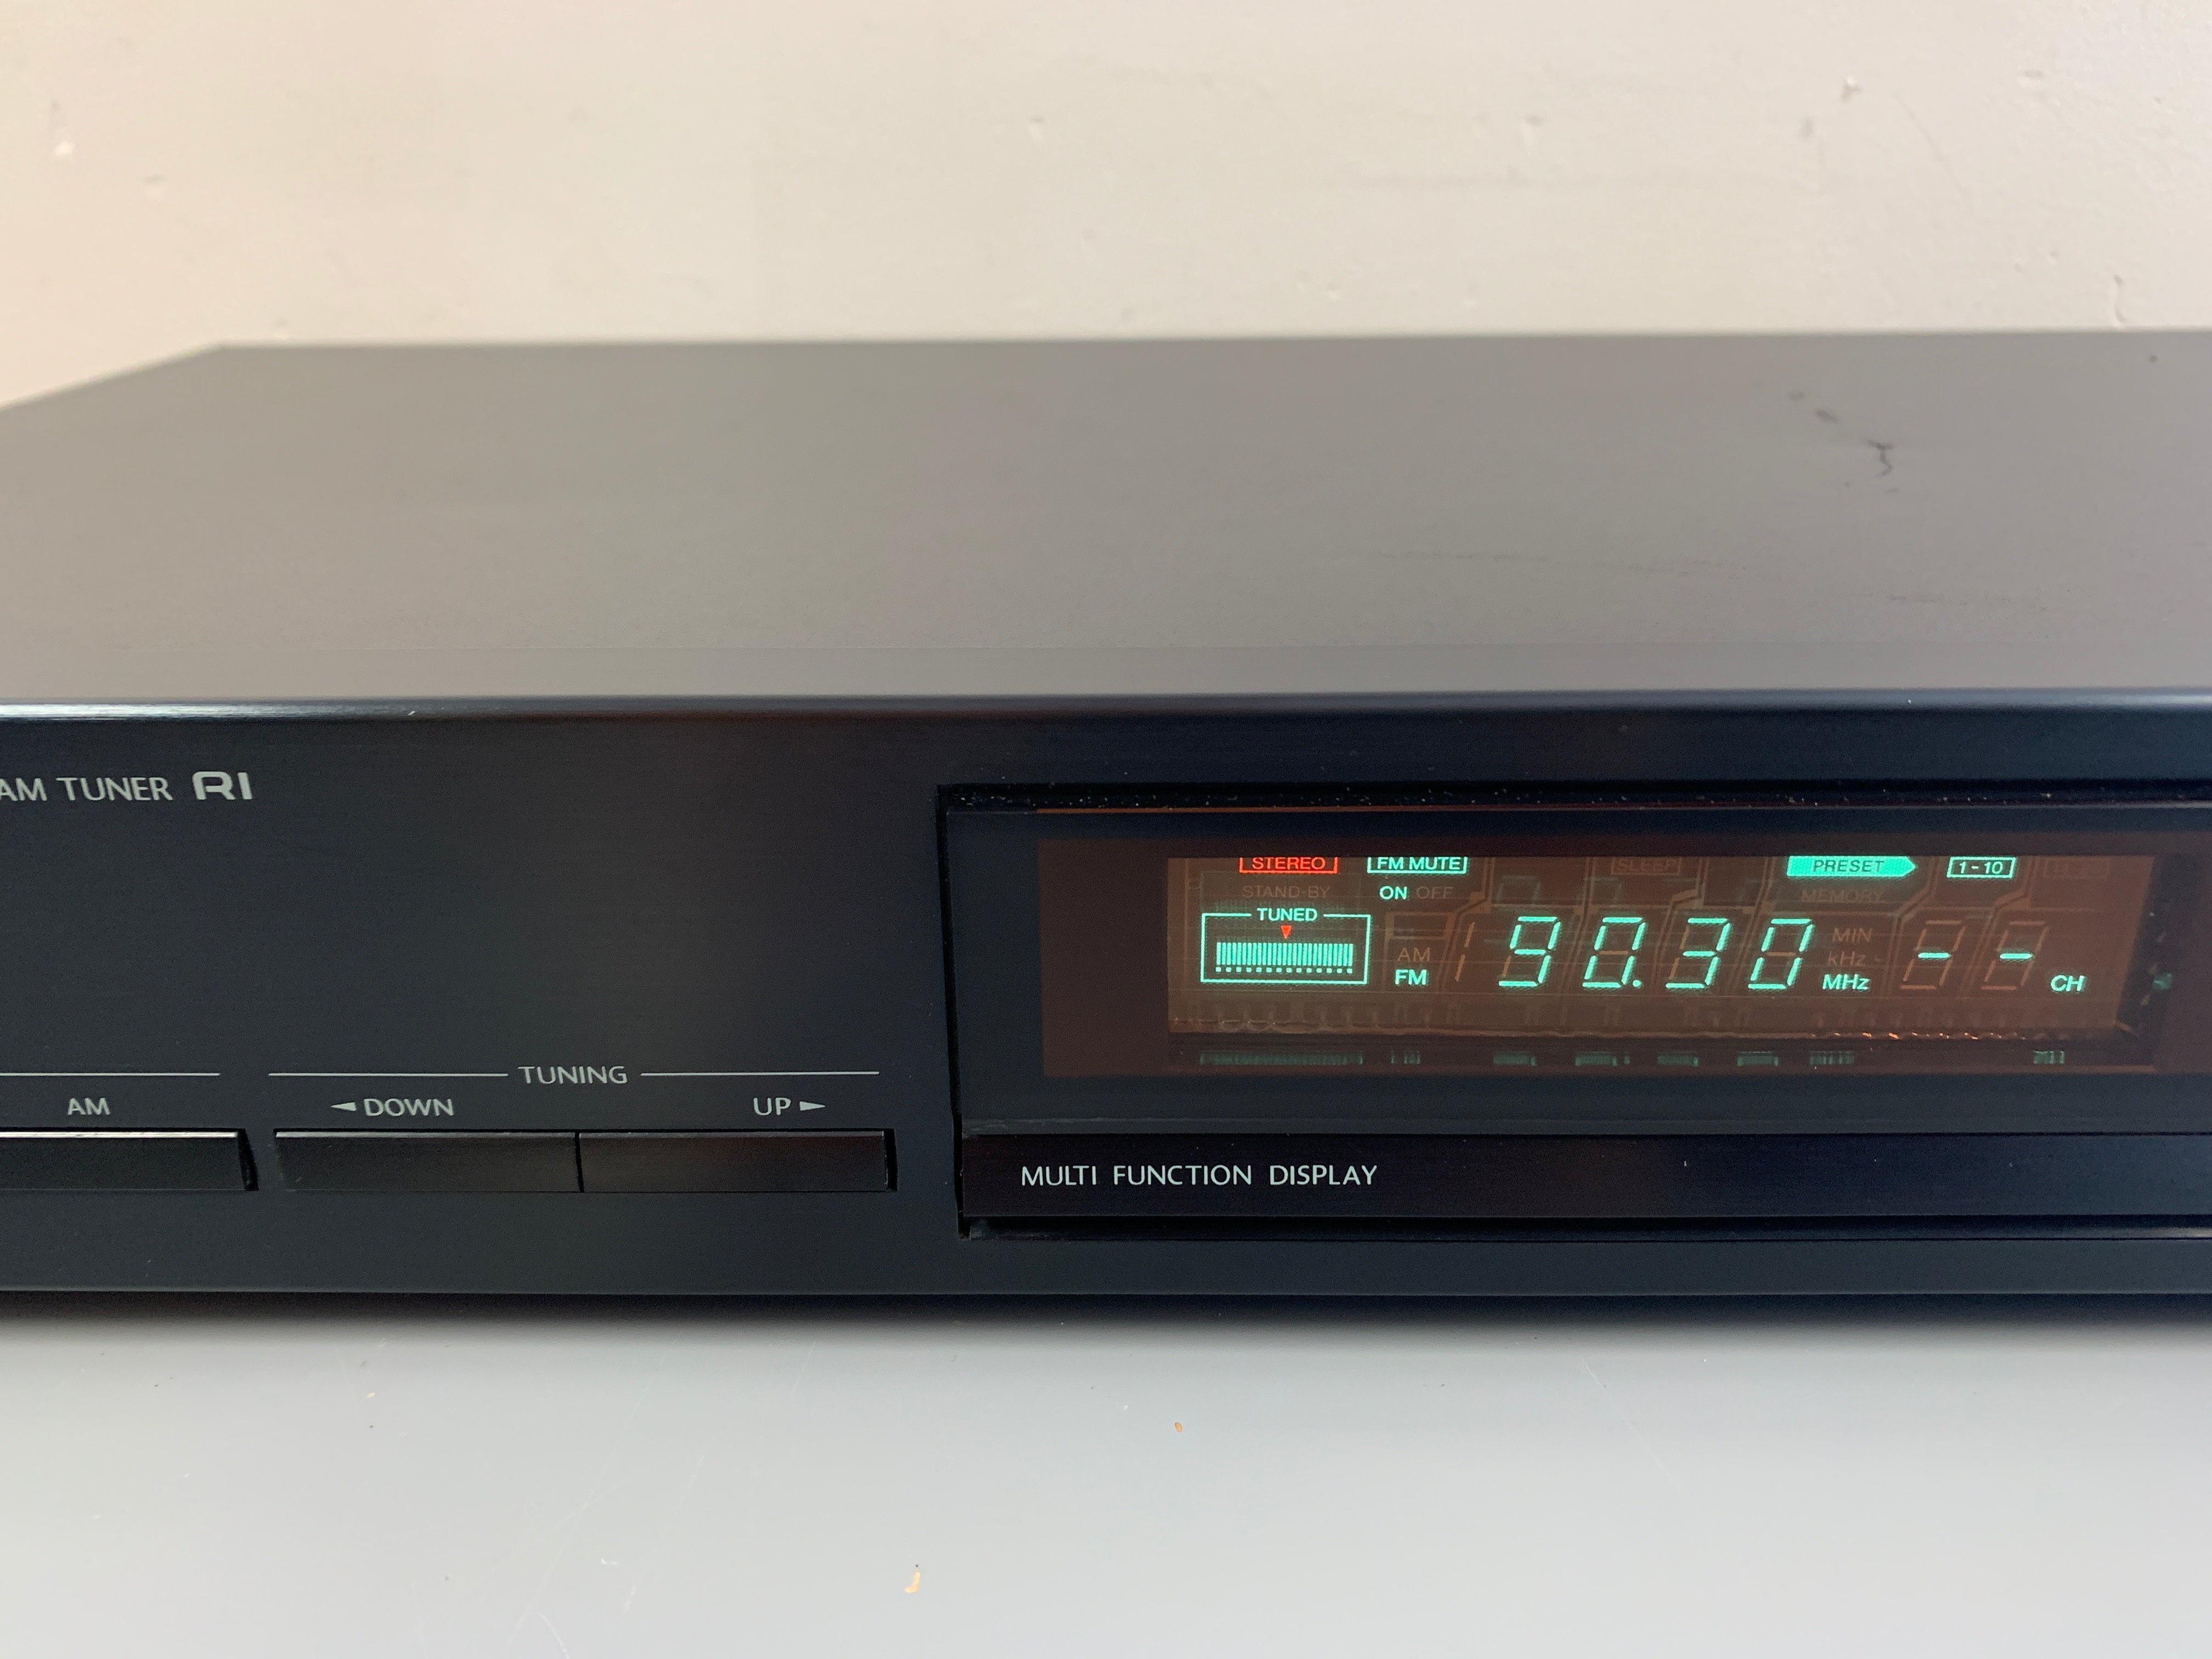 AM TUNER RI
STEREO FM MUTE SLEEP PRESET 1-10
STAND-BY ON OFF MEMORY
TUNED
AM MIN
kHz
FM 90.30 MHz -- CH
TUNING
AM DOWN UP
MULTI FUNCTION DISPLAY